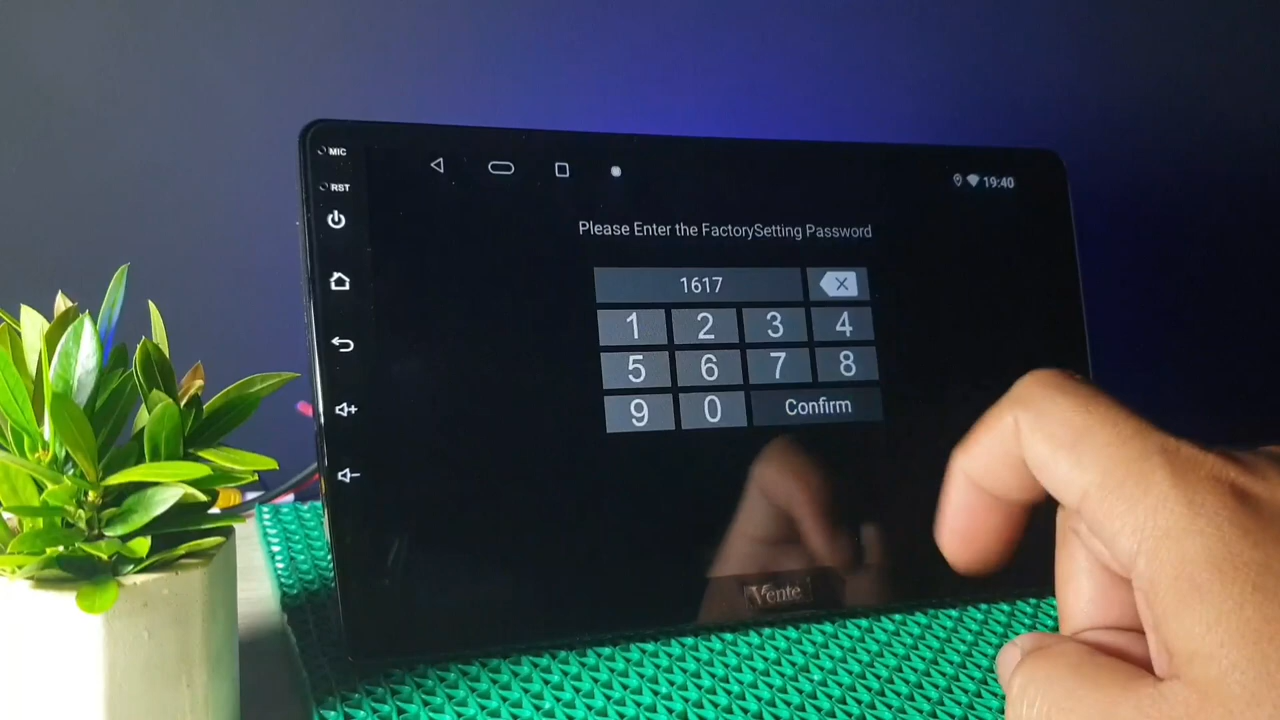 MIC
RST
19:40
Please Enter the FactorySetting Password
1617
1 2 3 4
5 6 7 8
9 0 Confirm
Vente